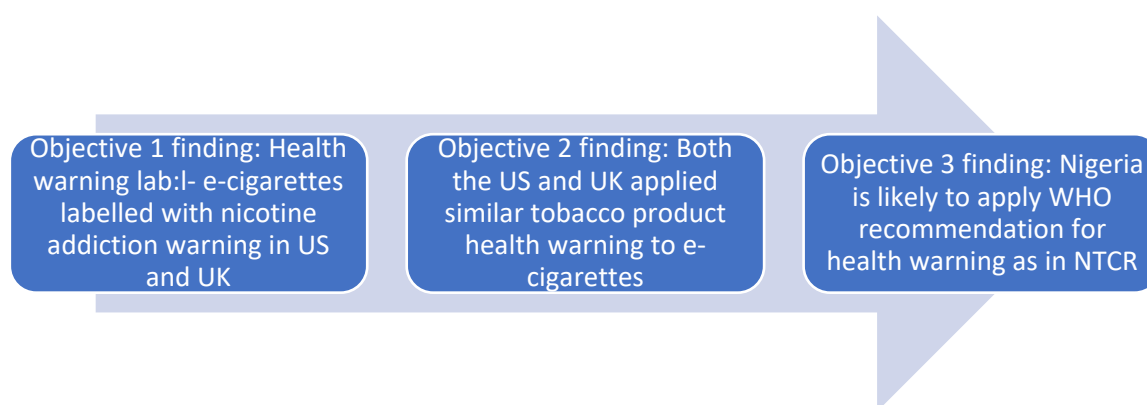 Objective 1 finding: Health
warning lab:l- e-cigarettes
labelled with nicotine
addiction warning in US
and UK
Objective 2 finding: Both
the US and UK applied
similar tobacco product
health warning to e-
cigarettes
Objective 3 finding: Nigeria
is likely to apply WHO
recommendation for
health warning as in NTCR